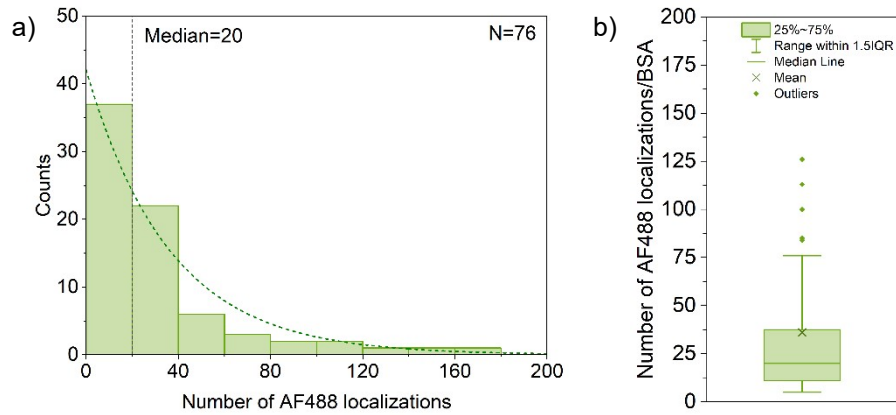 a)
Median=20
N=76
50
40
30
20
10
0
Counts
0 40 80 120 160 200
Number of AF488 localizations
b)
200
175
150
125
100
75
50
25
0
Number of AF488 localizations/BSA
25%~75%
Range within 1.5IQR
Median Line
Mean
Outliers